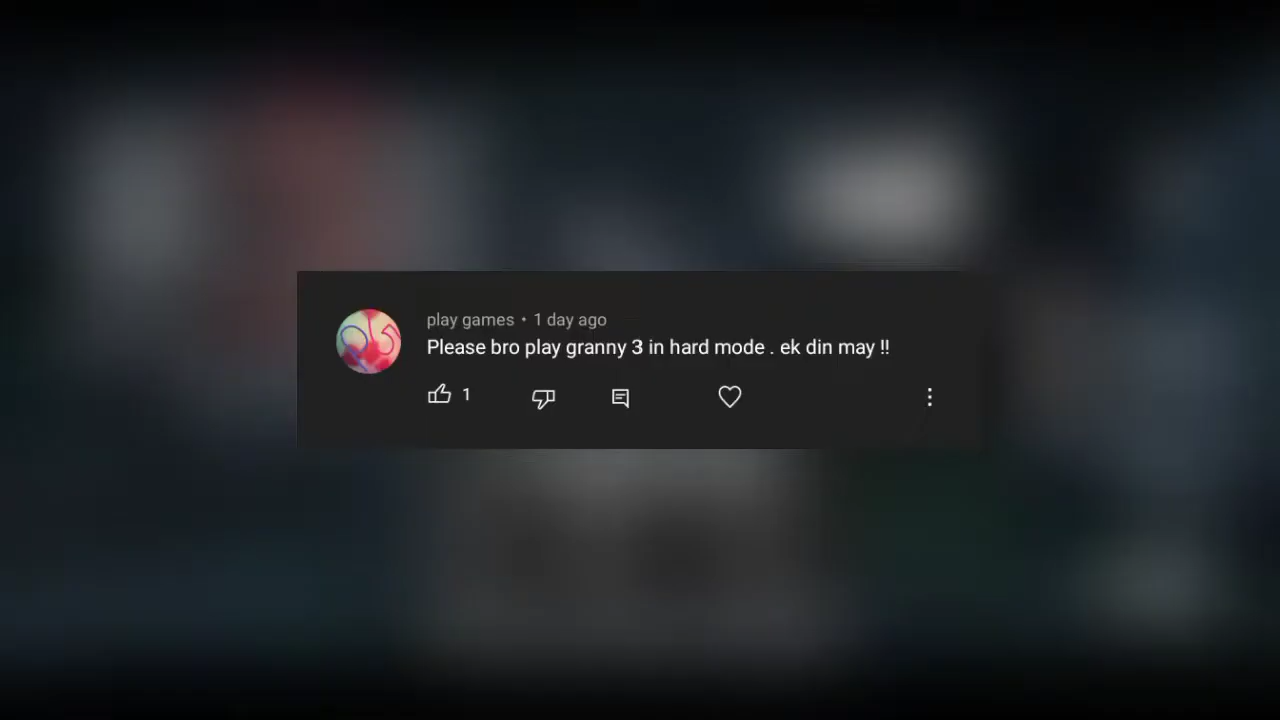 play games • 1 day ago
Please bro play granny 3 in hard mode . ek din may !!
1